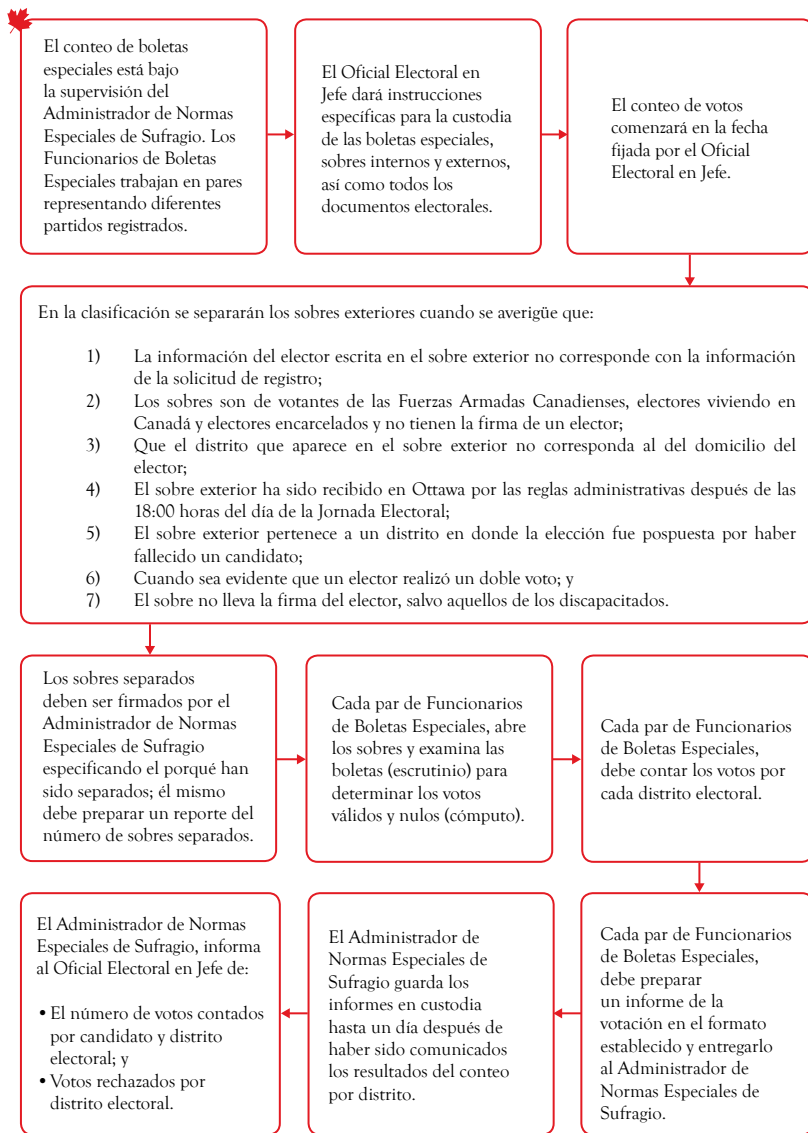 El conteo de boletas
especiales está bajo
la supervisión del
Administrador de Normas
Especiales de Sufragio. Los
Funcionarios de Boletas
Especiales trabajan en pares
representando diferentes
partidos registrados.
El Oficial Electoral en
Jefe dará instrucciones
específicas para la custodia
de las boletas especiales,
sobres internos y externos,
así como todos los
documentos electorales.
El conteo de votos
comenzará en la fecha
fijada por el Oficial
Electoral en Jefe.
En la clasificación se separarán los sobres exteriores cuando se averigüe que:
1) La información del elector escrita en el sobre exterior no corresponde con la información
de la solicitud de registro;
2) Los sobres son de votantes de las Fuerzas Armadas Canadienses, electores viviendo en
Canadá y electores encarcelados y no tienen la firma de un elector;
3) Que el distrito que aparece en el sobre exterior no corresponda al del domicilio del
elector;
4) El sobre exterior ha sido recibido en Ottawa por las reglas administrativas después de las
18:00 horas del día de la Jornada Electoral;
5) El sobre exterior pertenece a un distrito en donde la elección fue pospuesta por haber
fallecido un candidato;
6) Cuando sea evidente que un elector realizó un doble voto; y
7) El sobre no lleva la firma del elector, salvo aquellos de los discapacitados.
Los sobres separados
deben ser firmados por el
Administrador de Normas
Especiales de Sufragio
especificando el porqué han
sido separados; él mismo
debe preparar un reporte del
número de sobres separados.
Cada par de Funcionarios
de Boletas Especiales, abre
los sobres y examina las
boletas (escrutinio) para
determinar los votos
válidos y nulos (cómputo).
Cada par de Funcionarios
de Boletas Especiales,
debe contar los votos por
cada distrito electoral.
Cada par de Funcionarios
de Boletas Especiales,
debe preparar
un informe de la
votación en el formato
establecido y entregarlo
al Administrador de
Normas Especiales de
Sufragio.
El Administrador de
Normas Especiales de
Sufragio guarda los
informes en custodia
hasta un día después de
haber sido comunicados
los resultados del conteo
por distrito.
El Administrador de Normas
Especiales de Sufragio, informa
al Oficial Electoral en Jefe de:
• El número de votos contados
por candidato y distrito
electoral; y
• Votos rechazados por
distrito electoral.